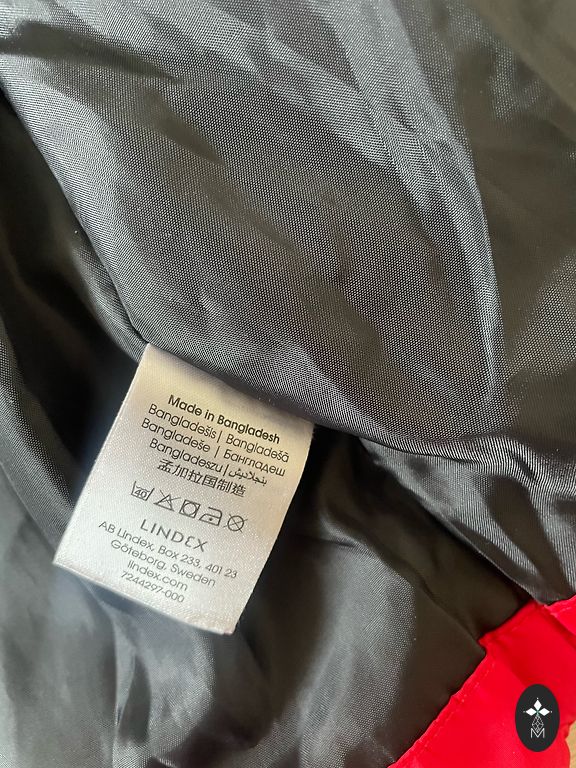 Made in Bangladesh
Bangladešis | Bangladešā
Bangladeše | Бангладеш
Bangladeszu | بنجلاديش
孟加拉国制造
LINDEX
AB Lindex, Box 233, 401 23
Göteborg, Sweden
lindex.com
7244297-000